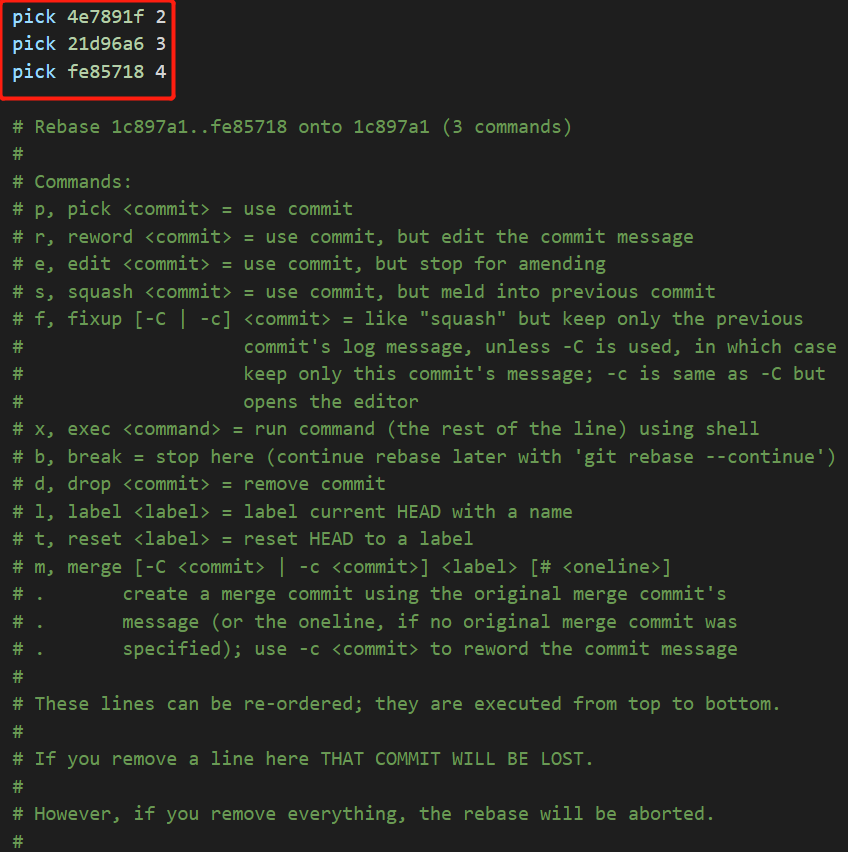 pick 4e7891f 2
pick 21d96a6 3
pick fe85718 4
# Rebase 1c897a1..fe85718 onto 1c897a1 (3 commands)
#
# Commands:
# p, pick <commit> = use commit
# r, reword <commit> = use commit, but edit the commit message
# e, edit <commit> = use commit, but stop for amending
# s, squash <commit> = use commit, but meld into previous commit
# f, fixup [-C | -c] <commit> = like "squash" but keep only the previous
#                    commit's log message, unless -C is used, in which case
#                    keep only this commit's message; -c is same as -C but
#                    opens the editor
# x, exec <command> = run command (the rest of the line) using shell
# b, break = stop here (continue rebase later with 'git rebase --continue')
# d, drop <commit> = remove commit
# l, label <label> = label current HEAD with a name
# t, reset <label> = reset HEAD to a label
# m, merge [-C <commit> | -c <commit>] <label> [# <oneline>]
# .       create a merge commit using the original merge commit's
# .       message (or the oneline, if no original merge commit was
# .       specified); use -c <commit> to reword the commit message
#
# These lines can be re-ordered; they are executed from top to bottom.
#
# If you remove a line here THAT COMMIT WILL BE LOST.
#
# However, if you remove everything, the rebase will be aborted.
#